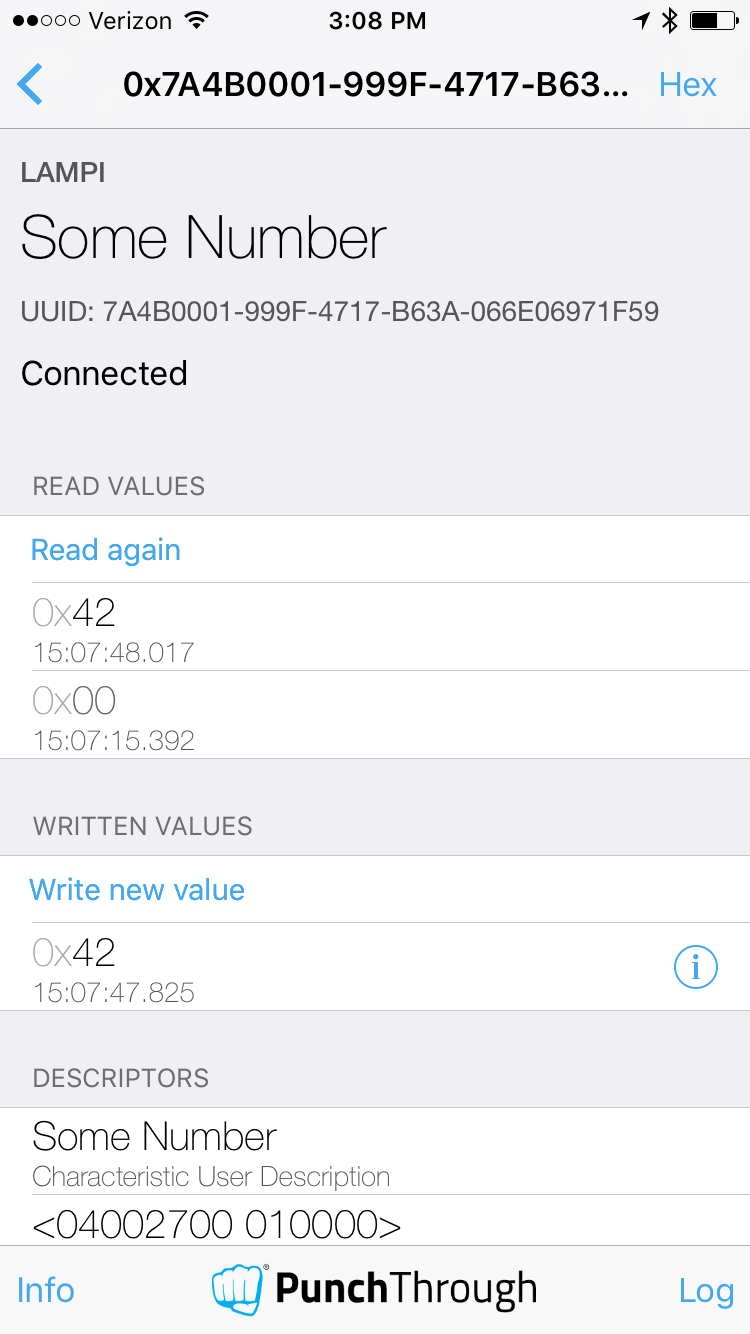 Verizon 3:08 PM
0x7A4B0001-999F-4717-B63... Hex
LAMPI
Some Number
UUID: 7A4B0001-999F-4717-B63A-066E06971F59
Connected
READ VALUES
Read again
0x42
15:07:48.017
0x00
15:07:15.392
WRITTEN VALUES
Write new value
0x42
15:07:47.825
DESCRIPTORS
Some Number
Characteristic User Description
<04002700 010000>
Info PunchThrough® Log